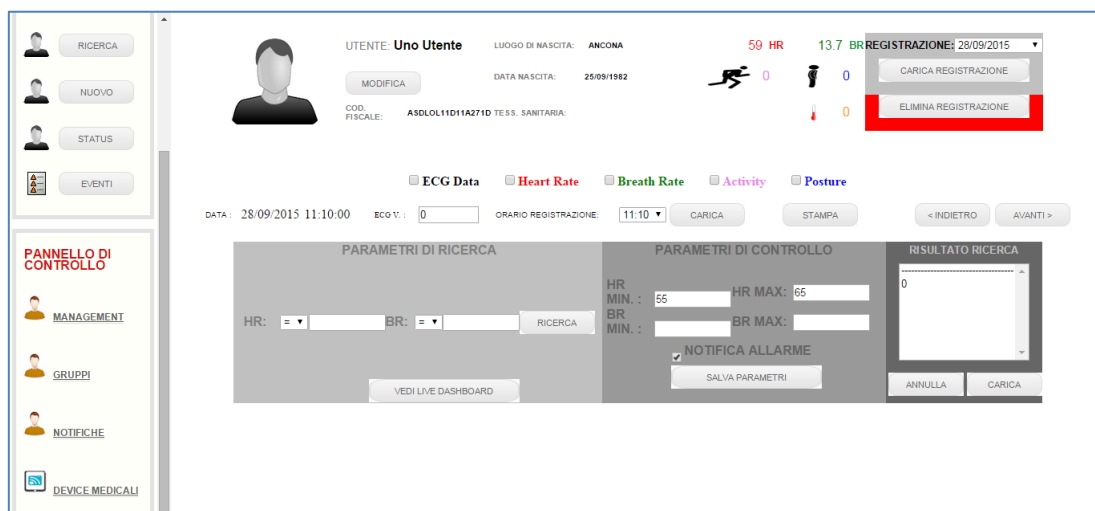 RICERCA
NUOVO
STATUS
EVENTI
PANNELLO DI
CONTROLLO
MANAGEMENT
GRUPPI
NOTIFICHE
DEVICE MEDICALI
UTENTE: Uno Utente
LUOGO DI NASCITA: ANCONA
MODIFICA
DATA NASCITA: 25/09/1982
COD.
FISCALE: ASDLOL11D11A271D TESS. SANITARIA:
59 HR 13.7 BR
0 0
0
REGISTRAZIONE: 28/09/2015
CARICA REGISTRAZIONE
ELIMINA REGISTRAZIONE
ECG Data Heart Rate Breath Rate Activity Posture
DATA : 28/09/2015 11:10:00 ECG V. : 0 ORARIO REGISTRAZIONE: 11:10 CARICA STAMPA < INDIETRO AVANTI >
PARAMETRI DI RICERCA
HR: = BR: = RICERCA
VEDI LIVE DASHBOARD
PARAMETRI DI CONTROLLO
HR
MIN. : 55 HR MAX: 65
BR
MIN. : BR MAX:
NOTIFICA ALLARME
SALVA PARAMETRI
RISULTATO RICERCA
--------------------------------
0
ANNULLA CARICA